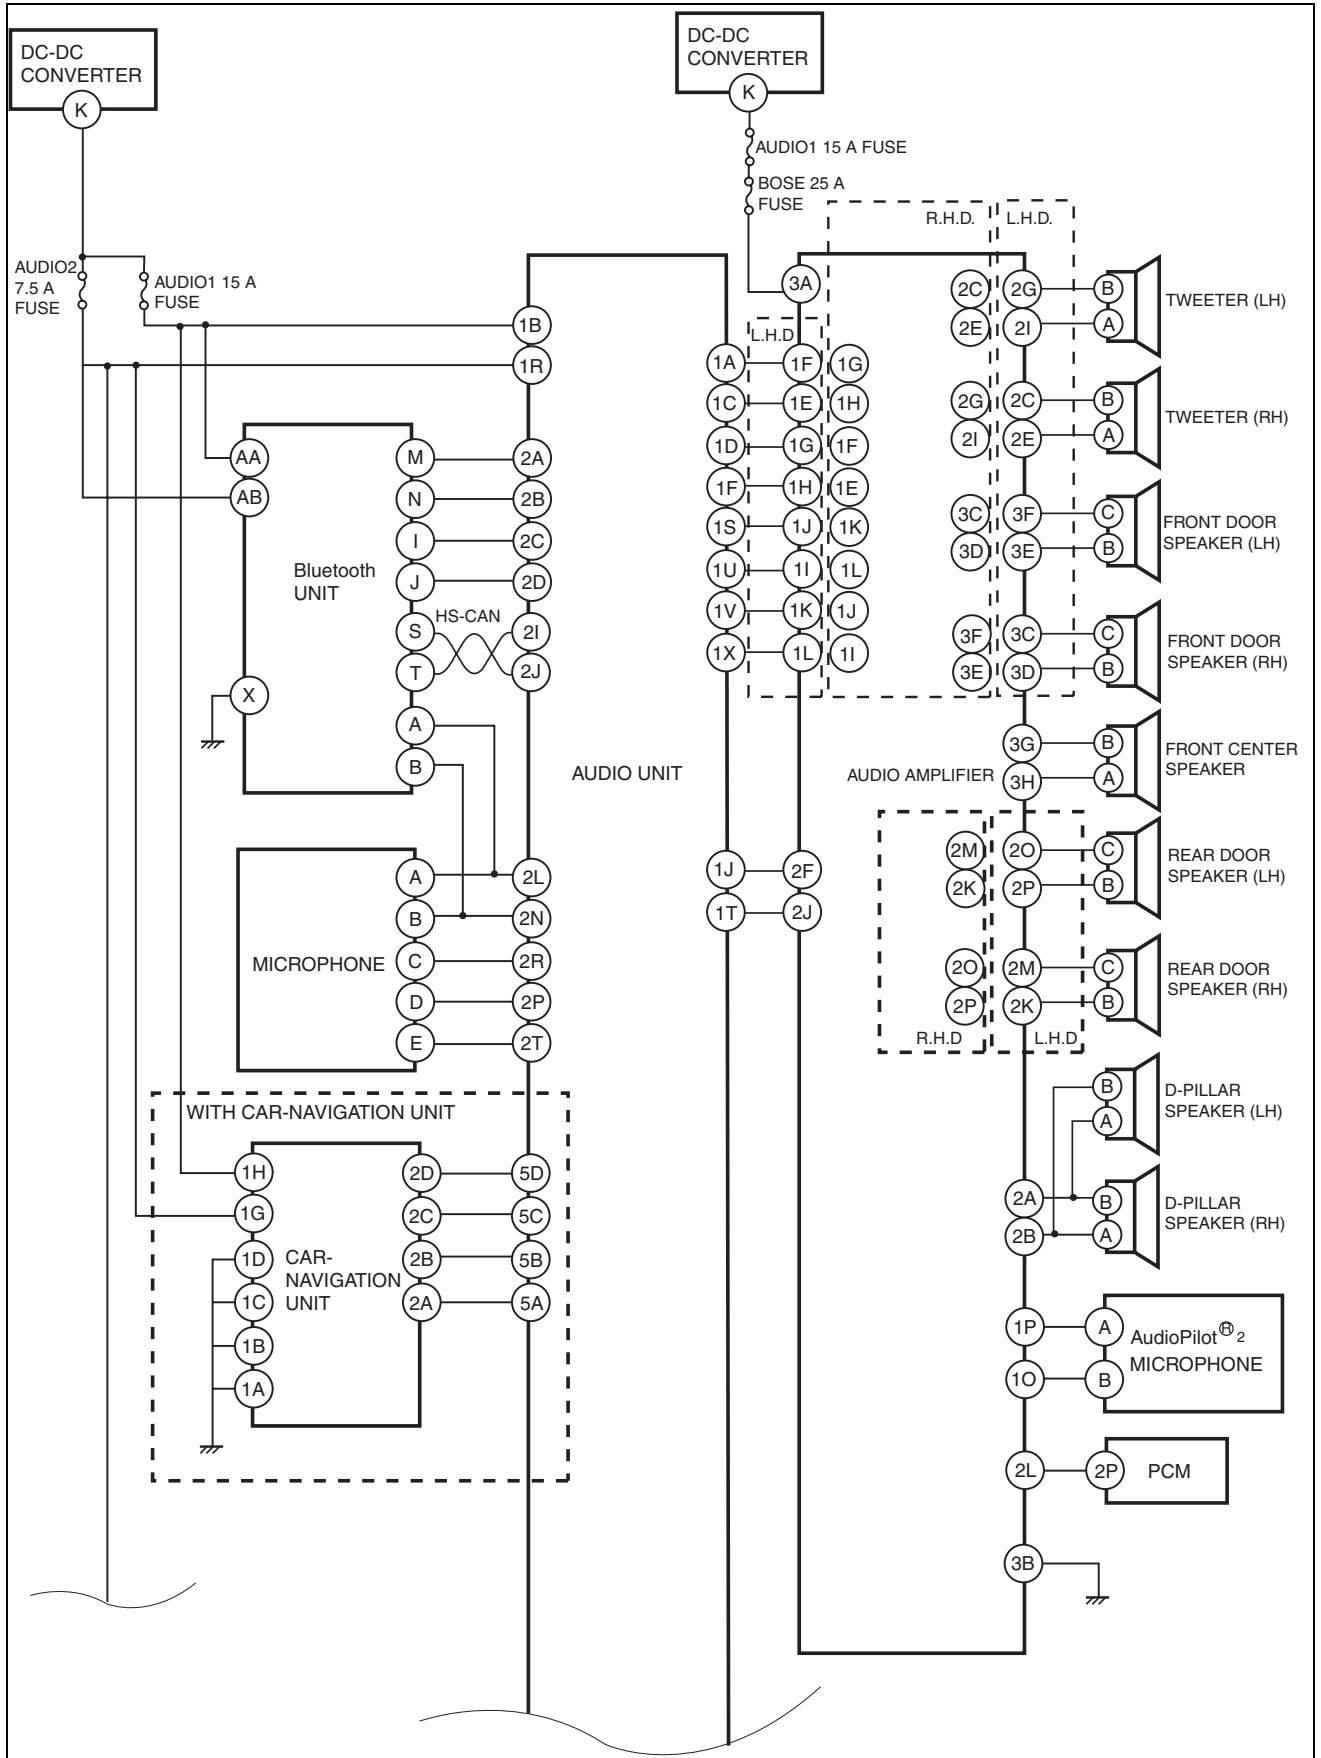 DC-DC
CONVERTER
K
DC-DC
CONVERTER
K
AUDIO1 15 A FUSE
BOSE 25 A
FUSE
AUDIO2
7.5 A
FUSE
AUDIO1 15 A
FUSE
1B
1R
AA
AB
X
Bluetooth
UNIT
M
N
I
J
S
T
A
B
HS-CAN
2A
2B
2C
2D
2I
2J
AUDIO UNIT
MICROPHONE
A
B
C
D
E
2L
2N
2R
2P
2T
WITH CAR-NAVIGATION UNIT
1H
1G
1D
1C
1B
1A
CAR-
NAVIGATION
UNIT
2D
2C
2B
2A
5D
5C
5B
5A
1A
1C
1D
1F
1S
1U
1V
1X
1J
1T
3A
L.H.D
1F
1E
1G
1H
1J
1I
1K
1L
2F
2J
1G
1H
1F
1E
1K
1L
1J
1I
R.H.D.
L.H.D.
2C
2E
2G
2I
3C
3D
3F
3E
2G
2I
2C
2E
3F
3E
3C
3D
AUDIO AMPLIFIER
3G
3H
2M
2K
2O
2P
R.H.D
2O
2P
2M
2K
L.H.D
2A
2B
1P
1O
2L
3B
B
A
TWEETER (LH)
B
A
TWEETER (RH)
C
B
FRONT DOOR
SPEAKER (LH)
C
B
FRONT DOOR
SPEAKER (RH)
B
A
FRONT CENTER
SPEAKER
C
B
REAR DOOR
SPEAKER (LH)
C
B
REAR DOOR
SPEAKER (RH)
B
A
D-PILLAR
SPEAKER (LH)
B
A
D-PILLAR
SPEAKER (RH)
A
B
AudioPilot®2
MICROPHONE
2P
PCM